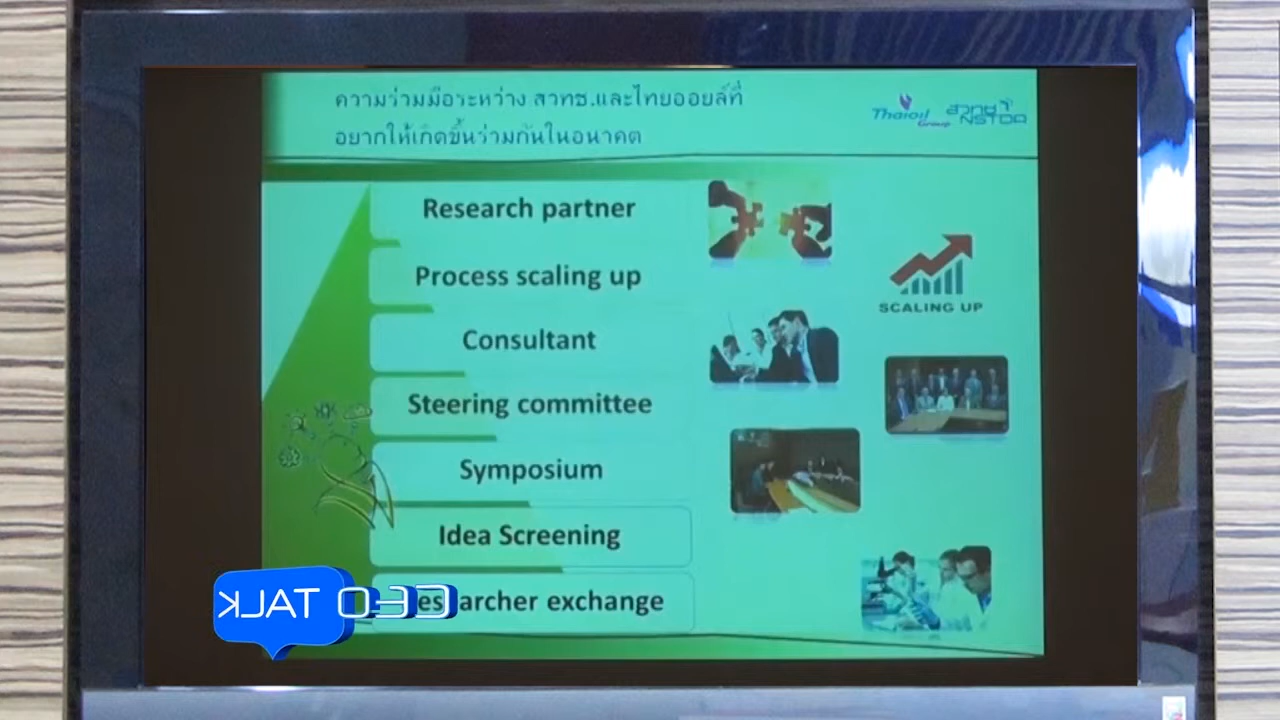 ความร่วมมือระหว่าง สวทช.และไทยออยล์ที่
อยากให้เกิดขึ้นร่วมกันในอนาคต
Thaioil
Group
สวทช
NSTDA
Research partner
Process scaling up
SCALING UP
Consultant
Steering committee
Symposium
Idea Screening
Researcher exchange
CEO TALK